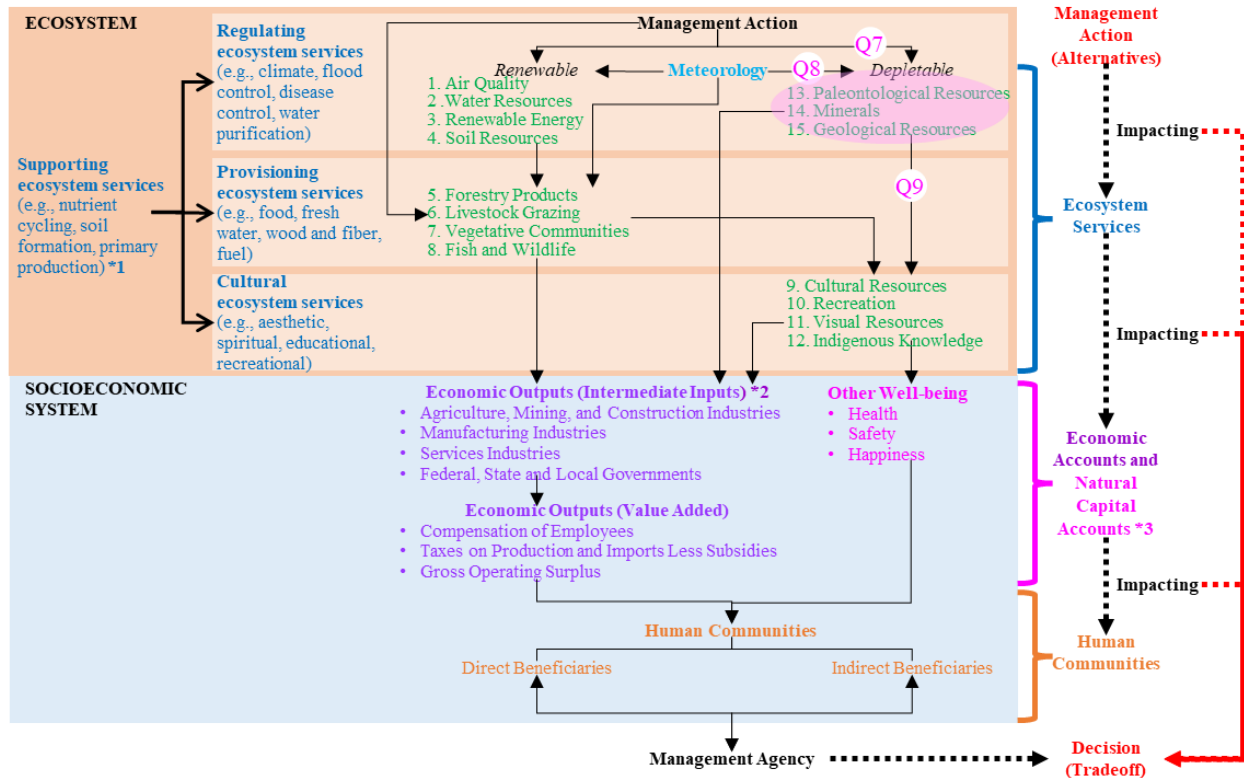 ECOSYSTEM
Regulating
ecosystem services
(e.g., climate, flood
control, disease
control, water
purification)
Supporting
ecosystem services
(e.g., nutrient
cycling, soil
formation, primary
production) *1
Provisioning
ecosystem services
(e.g., food, fresh
water, wood and fiber,
fuel)
Cultural
ecosystem services
(e.g., aesthetic,
spiritual, educational,
recreational)
Management Action
Q7
Renewable
Meteorology
Q8
Depletable
1. Air Quality
2. Water Resources
3. Renewable Energy
4. Soil Resources
13. Paleontological Resources
14. Minerals
15. Geological Resources
Q9
5. Forestry Products
6. Livestock Grazing
7. Vegetative Communities
8. Fish and Wildlife
9. Cultural Resources
10. Recreation
11. Visual Resources
12. Indigenous Knowledge
SOCIOECONOMIC
SYSTEM
Economic Outputs (Intermediate Inputs) *2
• Agriculture, Mining, and Construction Industries
• Manufacturing Industries
• Services Industries
• Federal, State and Local Governments
Other Well-being
• Health
• Safety
• Happiness
Economic Outputs (Value Added)
• Compensation of Employees
• Taxes on Production and Imports Less Subsidies
• Gross Operating Surplus
Human Communities
Direct Beneficiaries
Indirect Beneficiaries
Management Agency
Management
Action
(Alternatives)
Impacting
Ecosystem
Services
Impacting
Economic
Accounts and
Natural
Capital
Accounts *3
Impacting
Human
Communities
Decision
(Tradeoff)